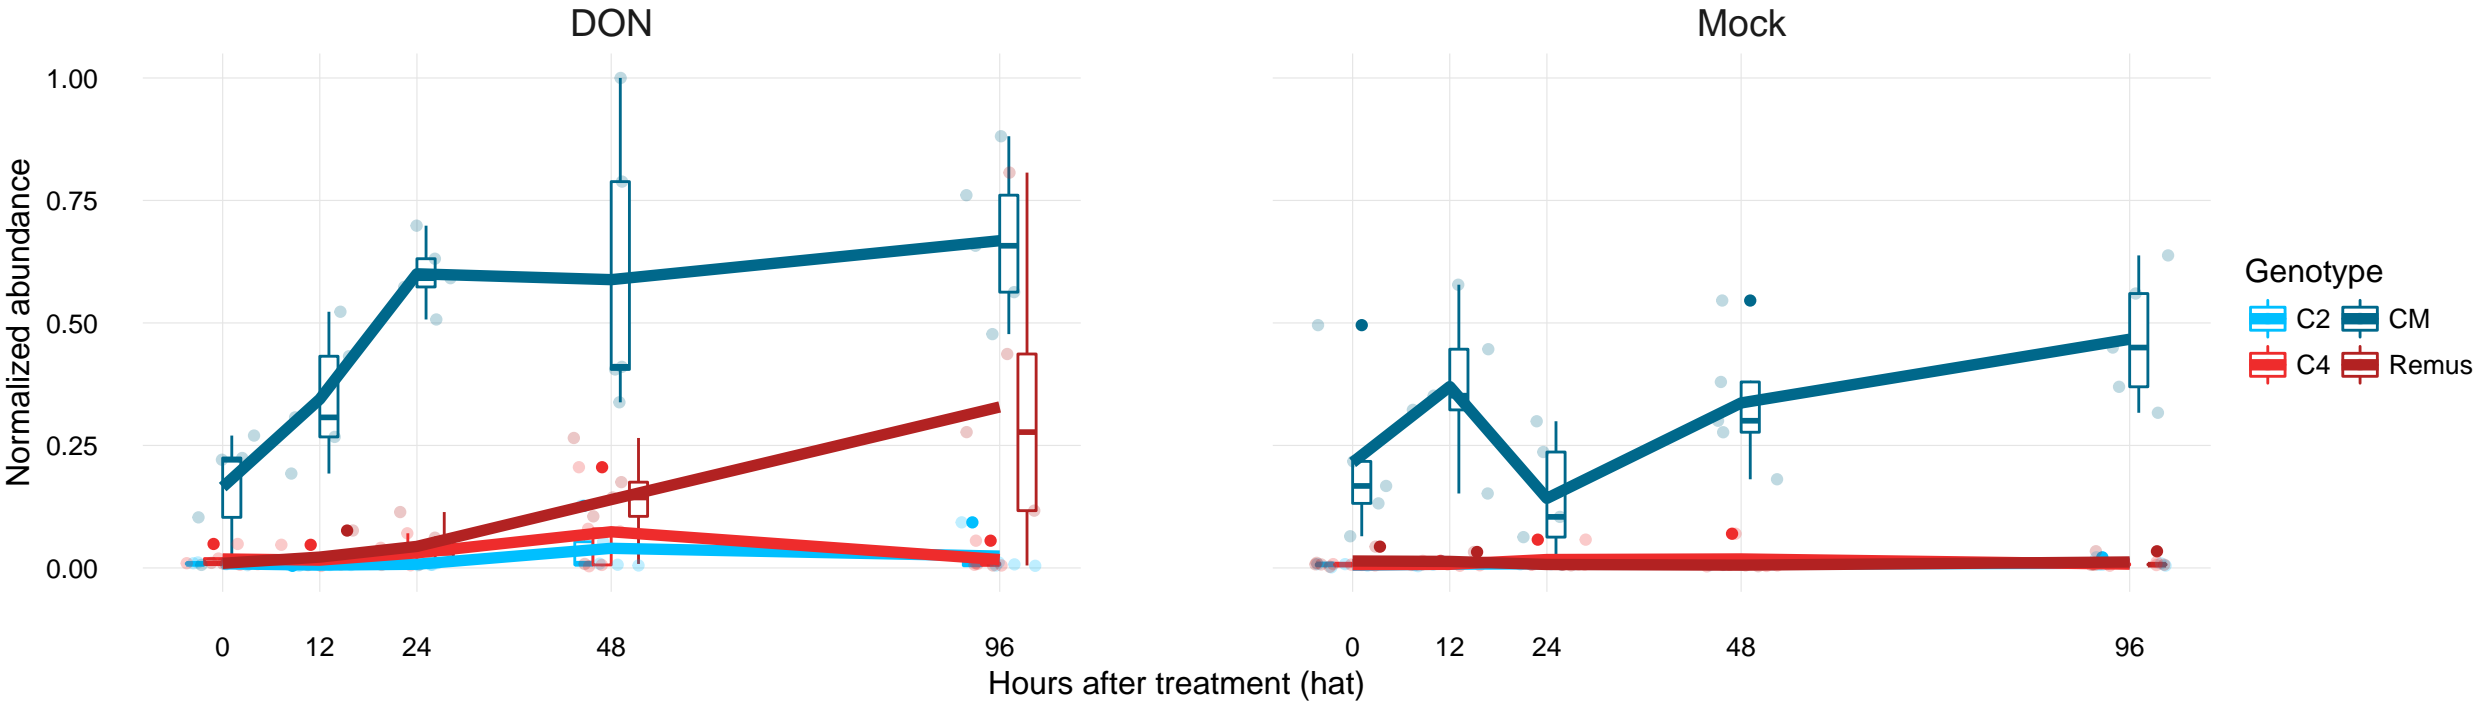 DON Mock
1.00
0.75
0.50
0.25
0.00
Normalized abundance
0 12 24 48 96 0 12 24 48 96
Hours after treatment (hat)
Genotype
C2 CM
C4 Remus